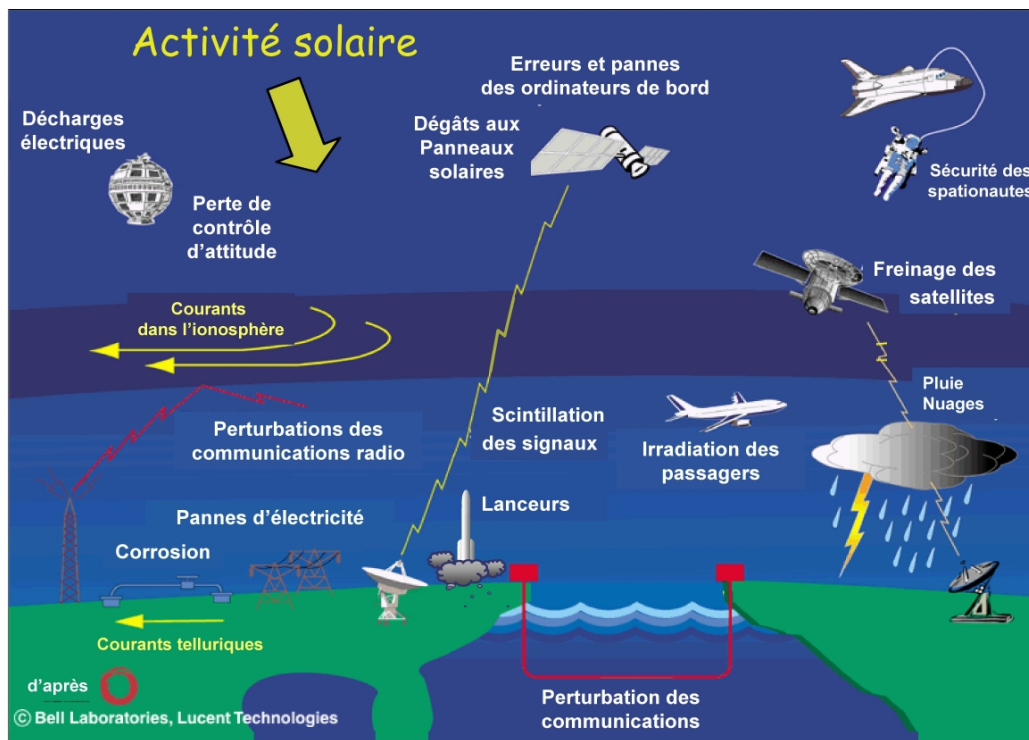 Activité solaire
Erreurs et pannes
des ordinateurs de bord
Décharges
électriques
Dégâts aux
Panneaux
solaires
Sécurité des
spationautes
Perte de
contrôle
d'attitude
Freinage des
satellites
Courants
dans l'ionosphère
Pluie
Nuages
Perturbations des
communications radio
Scintillation
des signaux
Irradiation des
passagers
Lanceurs
Pannes d'électricité
Corrosion
Courants telluriques
d'après
Perturbation des
communications
© Bell Laboratories, Lucent Technologies